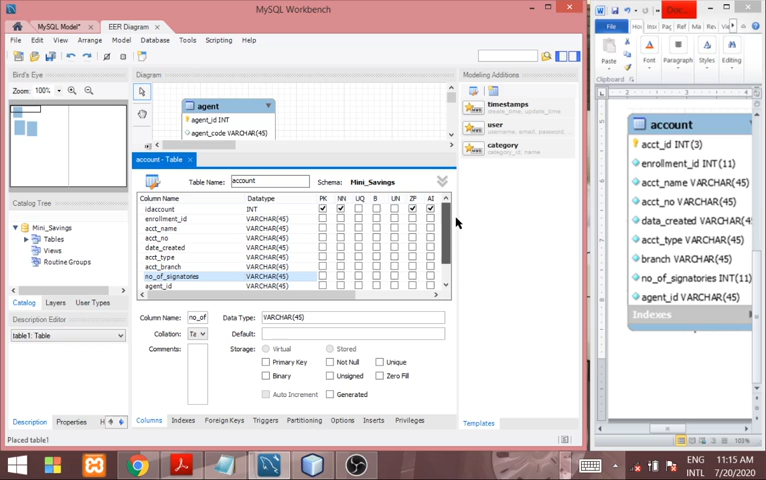 MySQL Workbench
MySQL Model*
EER Diagram
File Edit View Arrange Model Database Tools Scripting Help
Bird's Eye
Zoom: 100%
Diagram
agent
agent_id INT
agent_code VARCHAR(45)
Modeling Additions
timestamps
create_time, update_time
user
username, email, password,
category
category_id, name
Catalog Tree
Mini_Savings
Tables
Views
Routine Groups
Catalog Layers User Types
Description Editor
table1: Table
Description Properties H
Placed table1
account - Table
Table Name: account Schema: Mini_Savings
Column Name Datatype PK NN UQ B UN ZF AI
idaccount INT
enrollment_id VARCHAR(45)
acct_name VARCHAR(45)
acct_no VARCHAR(45)
date_created VARCHAR(45)
acct_type VARCHAR(45)
acct_branch VARCHAR(45)
no_of_signatories VARCHAR(45)
agent_id VARCHAR(45)
Column Name: no_of Data Type: VARCHAR(45)
Collation: Ta Default:
Comments: Storage: Virtual Stored
Primary Key Not Null Unique
Binary Unsigned Zero Fill
Auto Increment Generated
Columns Indexes Foreign Keys Triggers Partitioning Options Inserts Privileges
Templates
File Ho Ins Pag Ref Ma Rev
Paste Font Paragraph Styles Editing
Clipboard
account
acct_id INT(3)
enrollment_id INT(11)
acct_name VARCHAR(45)
acct_no VARCHAR(45)
data_created VARCHAR(45)
acct_type VARCHAR(45)
branch VARCHAR(45)
no_of_signatories INT(11)
agent_id VARCHAR(45)
Indexes
103%
ENG 11:15 AM
INTL 7/20/2020